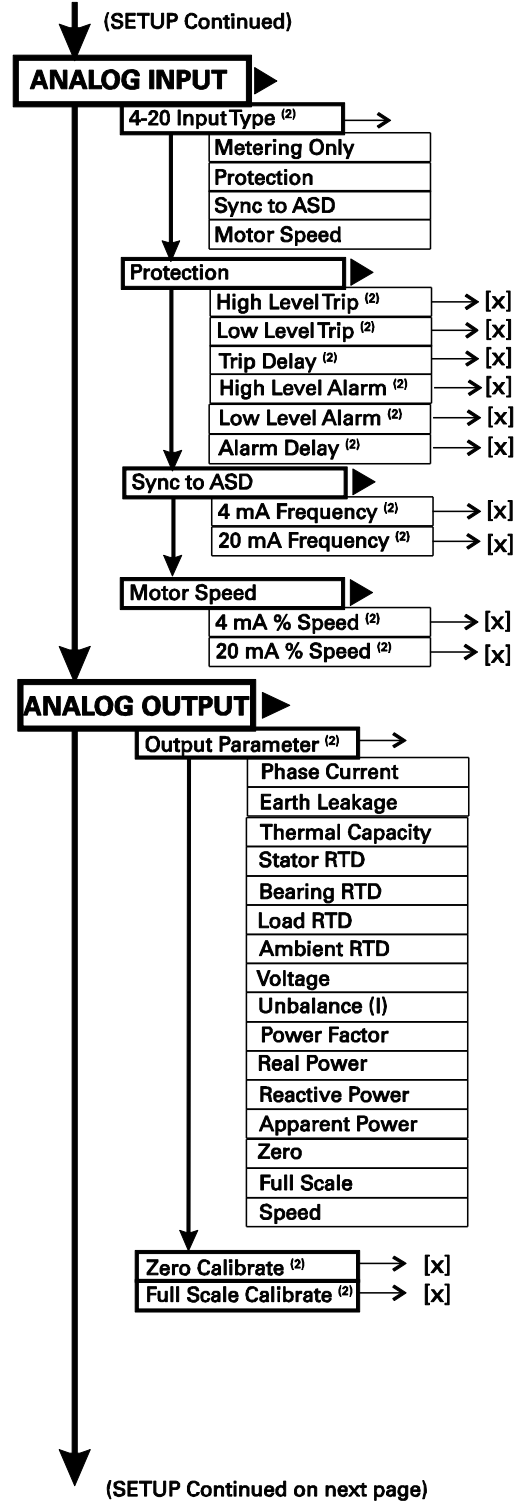 (SETUP Continued)
ANALOG INPUT
4-20 Input Type (2)
Metering Only
Protection
Sync to ASD
Motor Speed
Protection
High Level Trip (2) [x]
Low Level Trip (2) [x]
Trip Delay (2) [x]
High Level Alarm (2) [x]
Low Level Alarm (2) [x]
Alarm Delay (2) [x]
Sync to ASD
4 mA Frequency (2) [x]
20 mA Frequency (2) [x]
Motor Speed
4 mA % Speed (2) [x]
20 mA % Speed (2) [x]
ANALOG OUTPUT
Output Parameter (2)
Phase Current
Earth Leakage
Thermal Capacity
Stator RTD
Bearing RTD
Load RTD
Ambient RTD
Voltage
Unbalance (I)
Power Factor
Real Power
Reactive Power
Apparent Power
Zero
Full Scale
Speed
Zero Calibrate (2) [x]
Full Scale Calibrate (2) [x]
(SETUP Continued on next page)